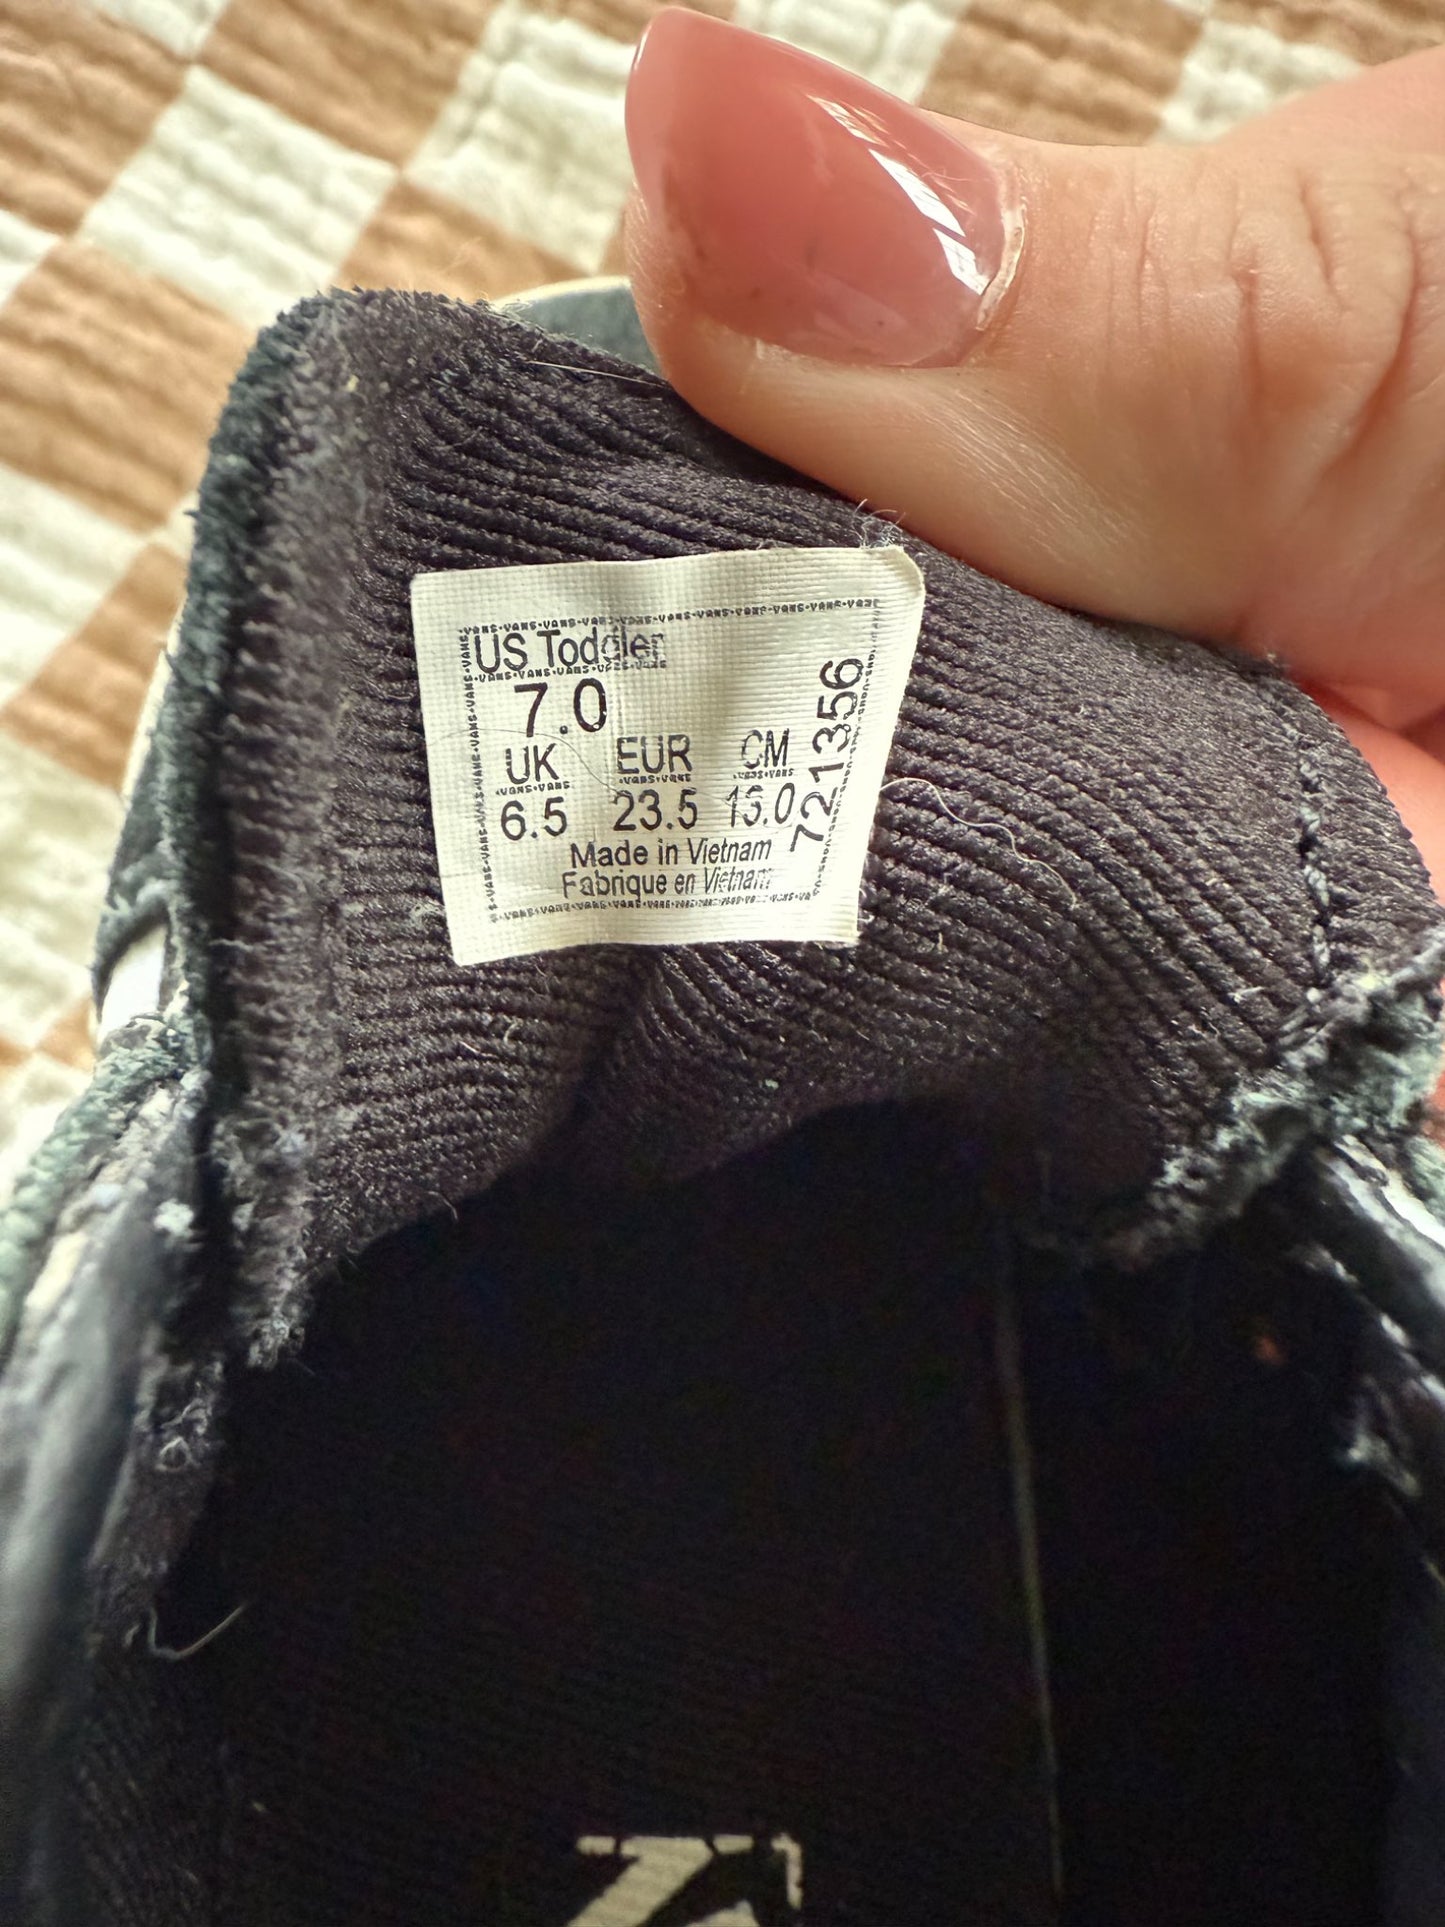 US Toddler
7.0
UK EUR CM
6.5 23.5 13.0
Made in Vietnam
Fabrique en Vietnam
721356